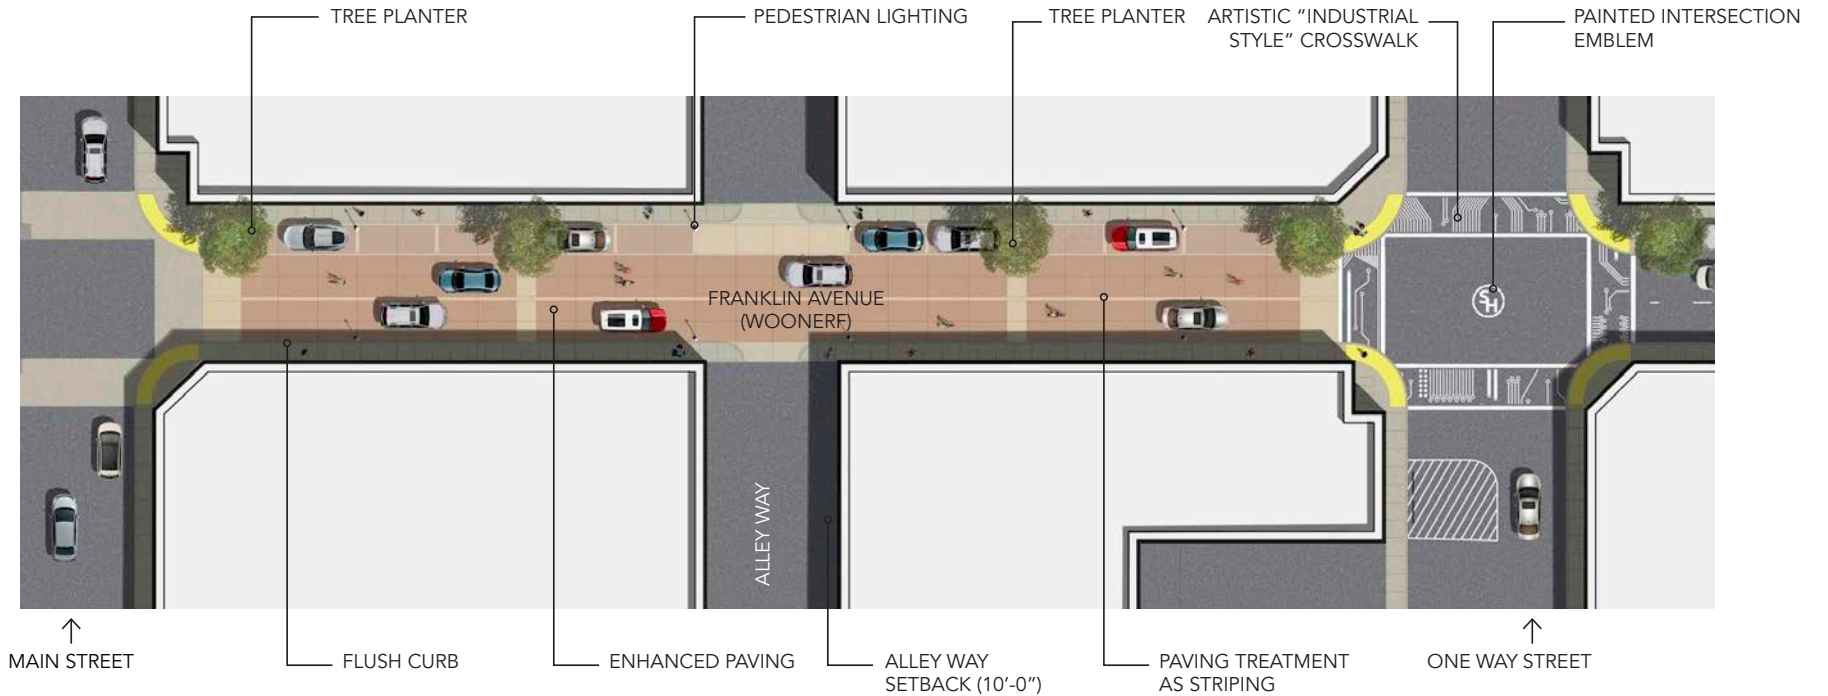 TREE PLANTER
PEDESTRIAN LIGHTING
TREE PLANTER
ARTISTIC "INDUSTRIAL
STYLE" CROSSWALK
PAINTED INTERSECTION
EMBLEM
FRANKLIN AVENUE
(WOONERF)
HS
ALLEY WAY
MAIN STREET
FLUSH CURB
ENHANCED PAVING
ALLEY WAY
SETBACK (10'-0")
PAVING TREATMENT
AS STRIPING
ONE WAY STREET